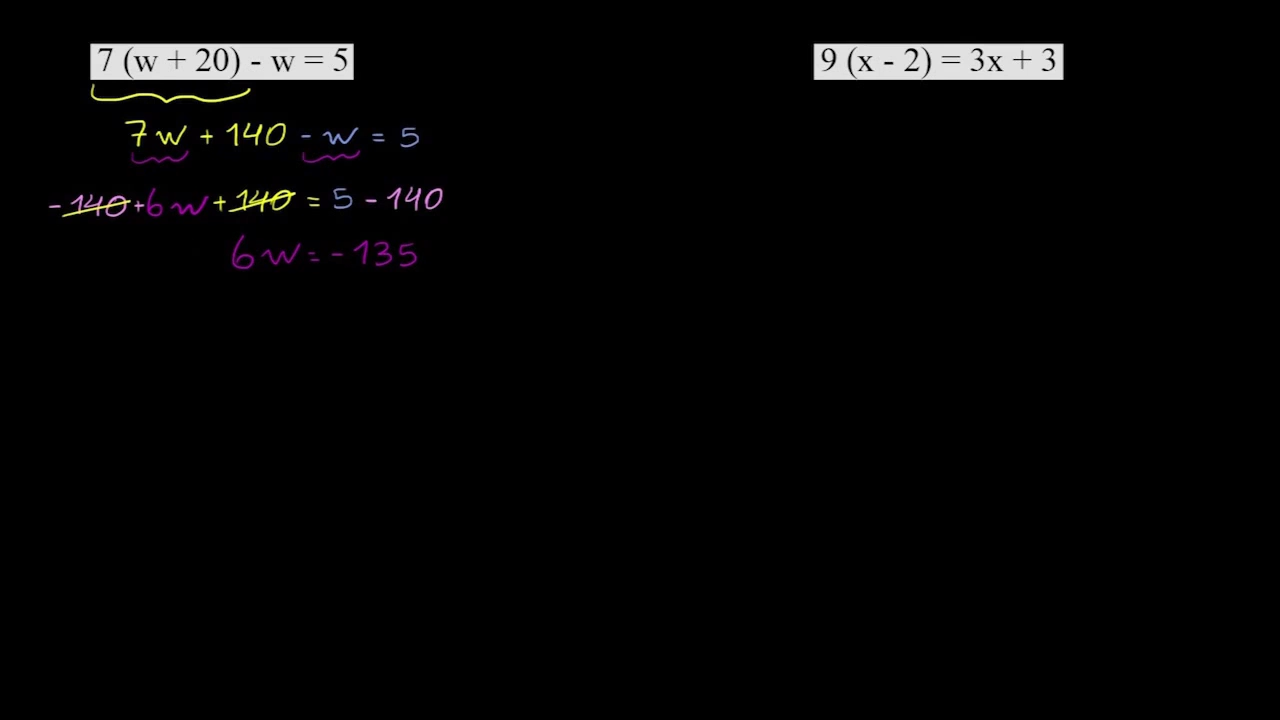 7 (w + 20) - w = 5
7w + 140 - w = 5
- 140 + 6w + 140 = 5 - 140
6w = - 135
9 (x - 2) = 3x + 3